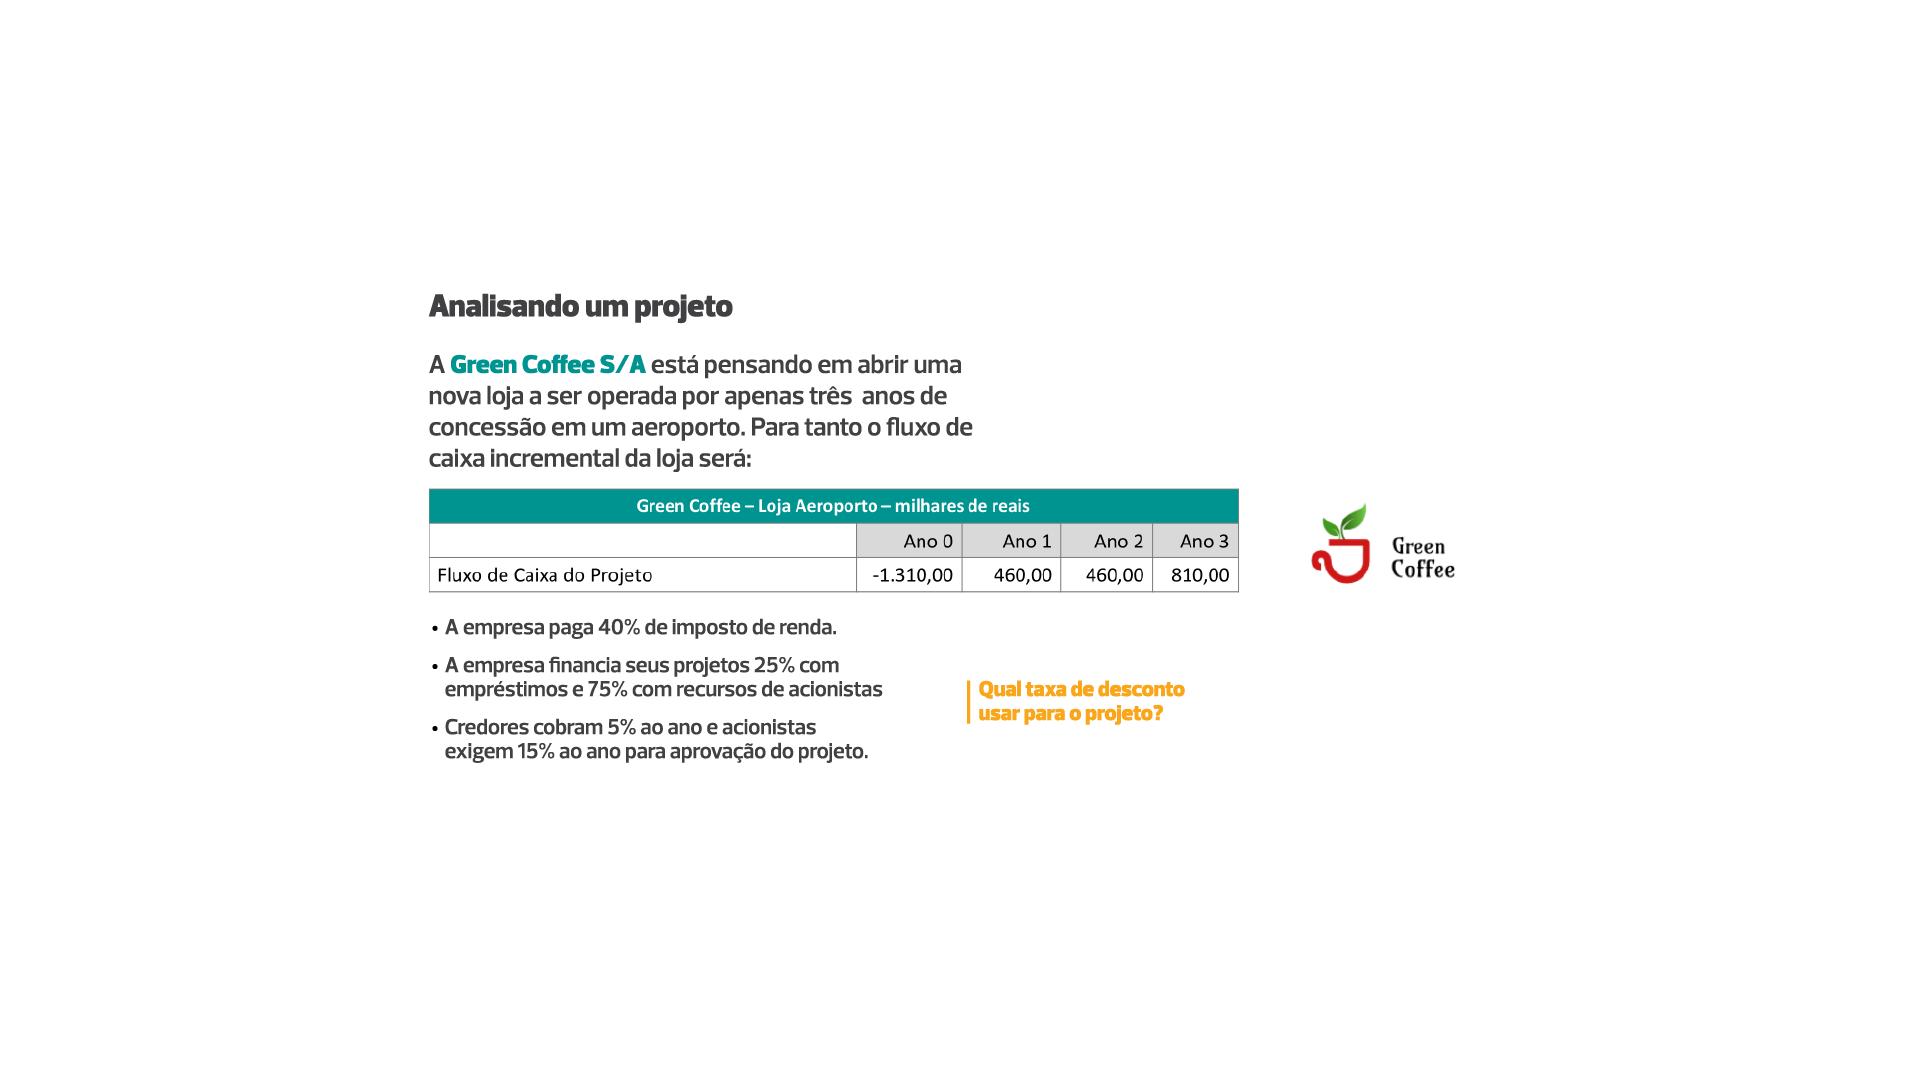 Analisando um projeto
A Green Coffee S/A está pensando em abrir uma
nova loja a ser operada por apenas três anos de
concessão em um aeroporto. Para tanto o fluxo de
caixa incremental da loja será:
Green Coffee – Loja Aeroporto – milhares de reais
Ano 0 Ano 1 Ano 2 Ano 3
Fluxo de Caixa do Projeto -1.310,00 460,00 460,00 810,00
Green
Coffee
• A empresa paga 40% de imposto de renda.
• A empresa financia seus projetos 25% com
empréstimos e 75% com recursos de acionistas
• Credores cobram 5% ao ano e acionistas
exigem 15% ao ano para aprovação do projeto.
Qual taxa de desconto
usar para o projeto?